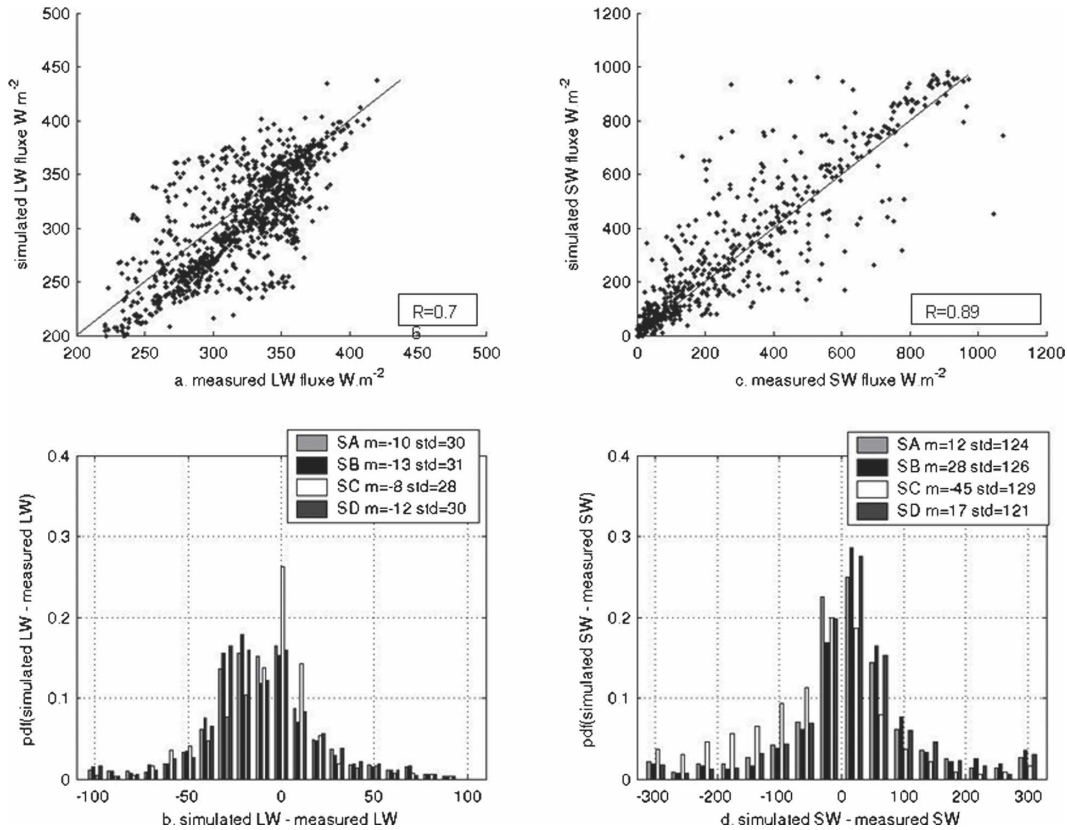 500
450
400
350
300
250
200
simulated LW fluxe W m-2
R=0.7
6
200 250 300 350 400 450 500
a. measured LW fluxe W.m-2
1200
1000
800
600
400
200
0
simulated SW fluxe W m-2
R=0.89
0 200 400 600 800 1000 1200
c. measured SW fluxe W.m-2
SA m=-10 std=30
SB m=-13 std=31
SC m=-8 std=28
SD m=-12 std=30
0.4
0.3
0.2
0.1
0
pdf(simulated LW - measured LW)
-100 -50 0 50 100
b. simulated LW - measured LW
SA m=12 std=124
SB m=28 std=126
SC m=-45 std=129
SD m=17 std=121
0.4
0.3
0.2
0.1
0
pdf(simulated SW - measured SW)
-300 -200 -100 0 100 200 300
d. simulated SW - measured SW